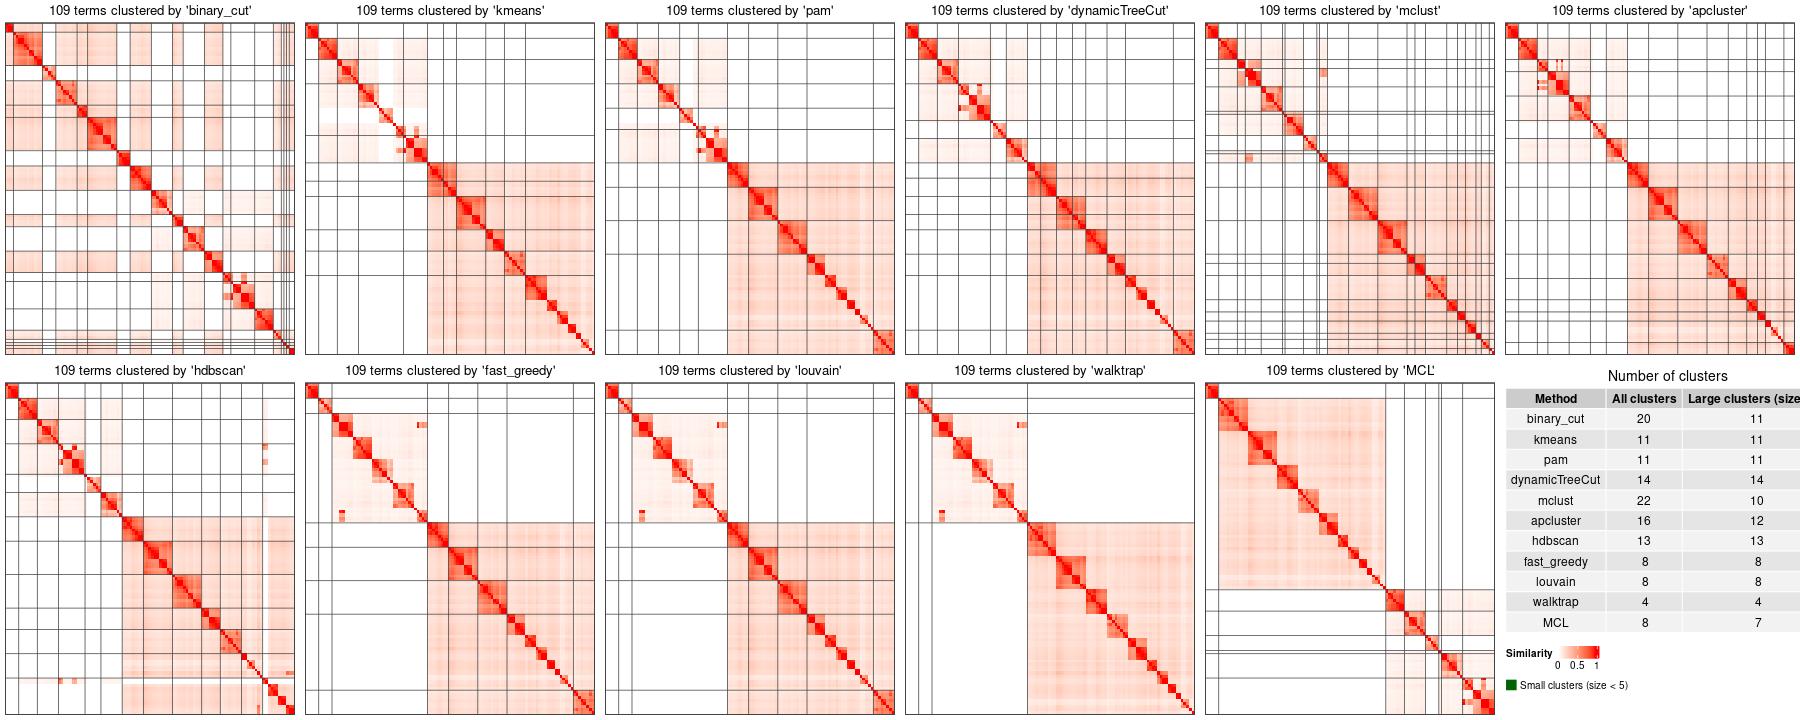 109 terms clustered by 'binary_cut'
109 terms clustered by 'kmeans'
109 terms clustered by 'pam'
109 terms clustered by 'dynamicTreeCut'
109 terms clustered by 'mclust'
109 terms clustered by 'apcluster'
109 terms clustered by 'hdbscan'
109 terms clustered by 'fast_greedy'
109 terms clustered by 'louvain'
109 terms clustered by 'walktrap'
109 terms clustered by 'MCL'
Number of clusters
Method All clusters Large clusters (size
binary_cut 20 11
kmeans 11 11
pam 11 11
dynamicTreeCut 14 14
mclust 22 10
apcluster 16 12
hdbscan 13 13
fast_greedy 8 8
louvain 8 8
walktrap 4 4
MCL 8 7
Similarity
0 0.5 1
Small clusters (size < 5)